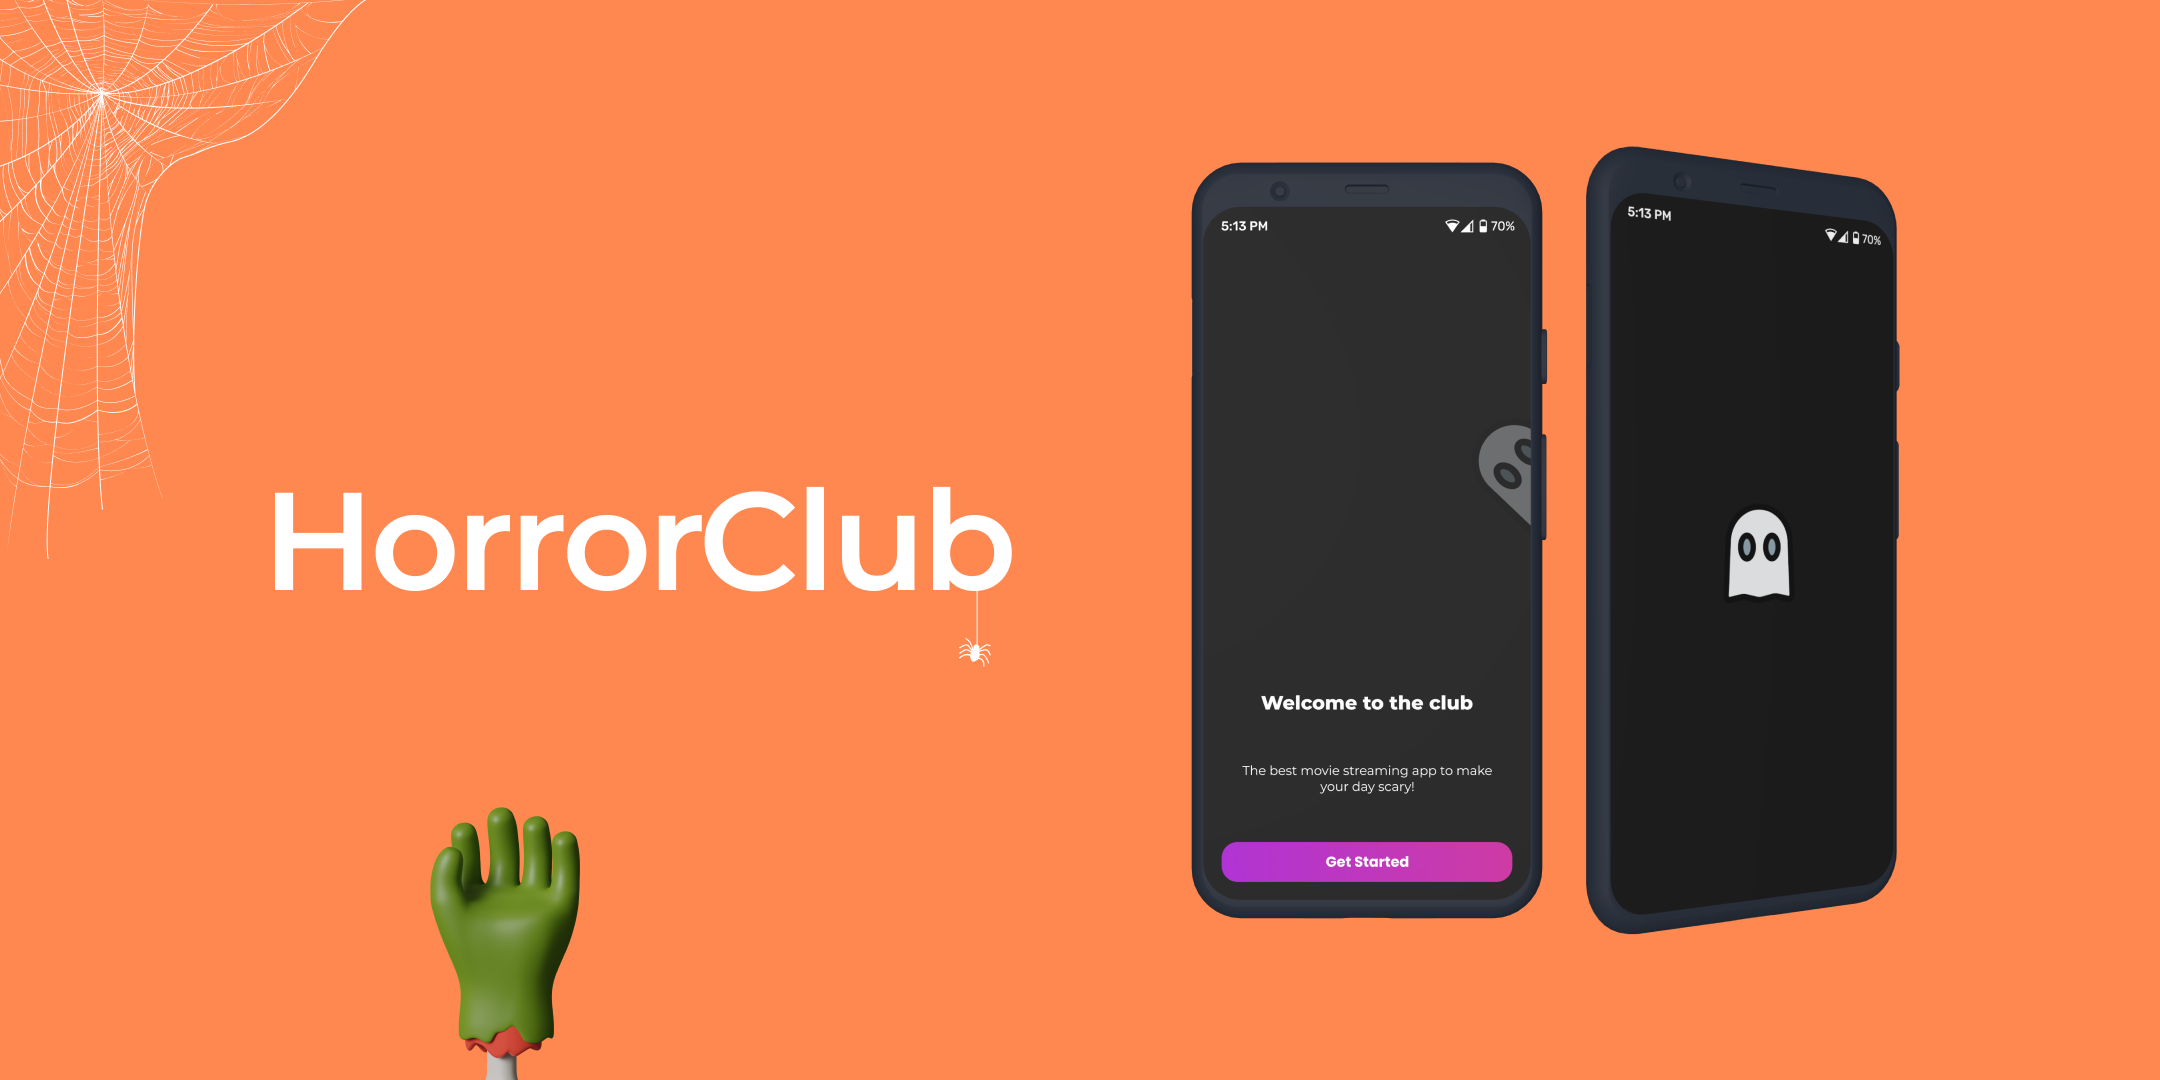 HorrorClub
5:13 PM
70%
Welcome to the club
The best movie streaming app to make
your day scary!
Get Started
5:13 PM
70%